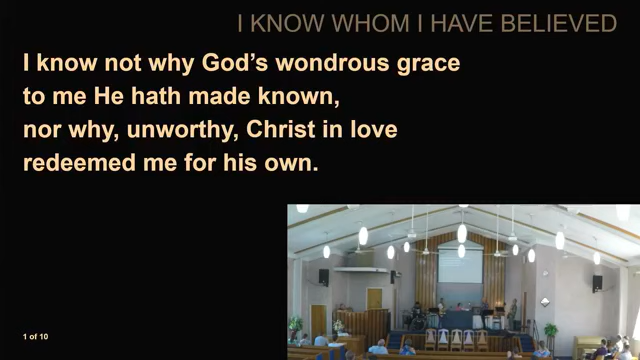 I KNOW WHOM I HAVE BELIEVED
I know not why God’s wondrous grace
to me He hath made known,
nor why, unworthy, Christ in love
redeemed me for his own.
1 of 10